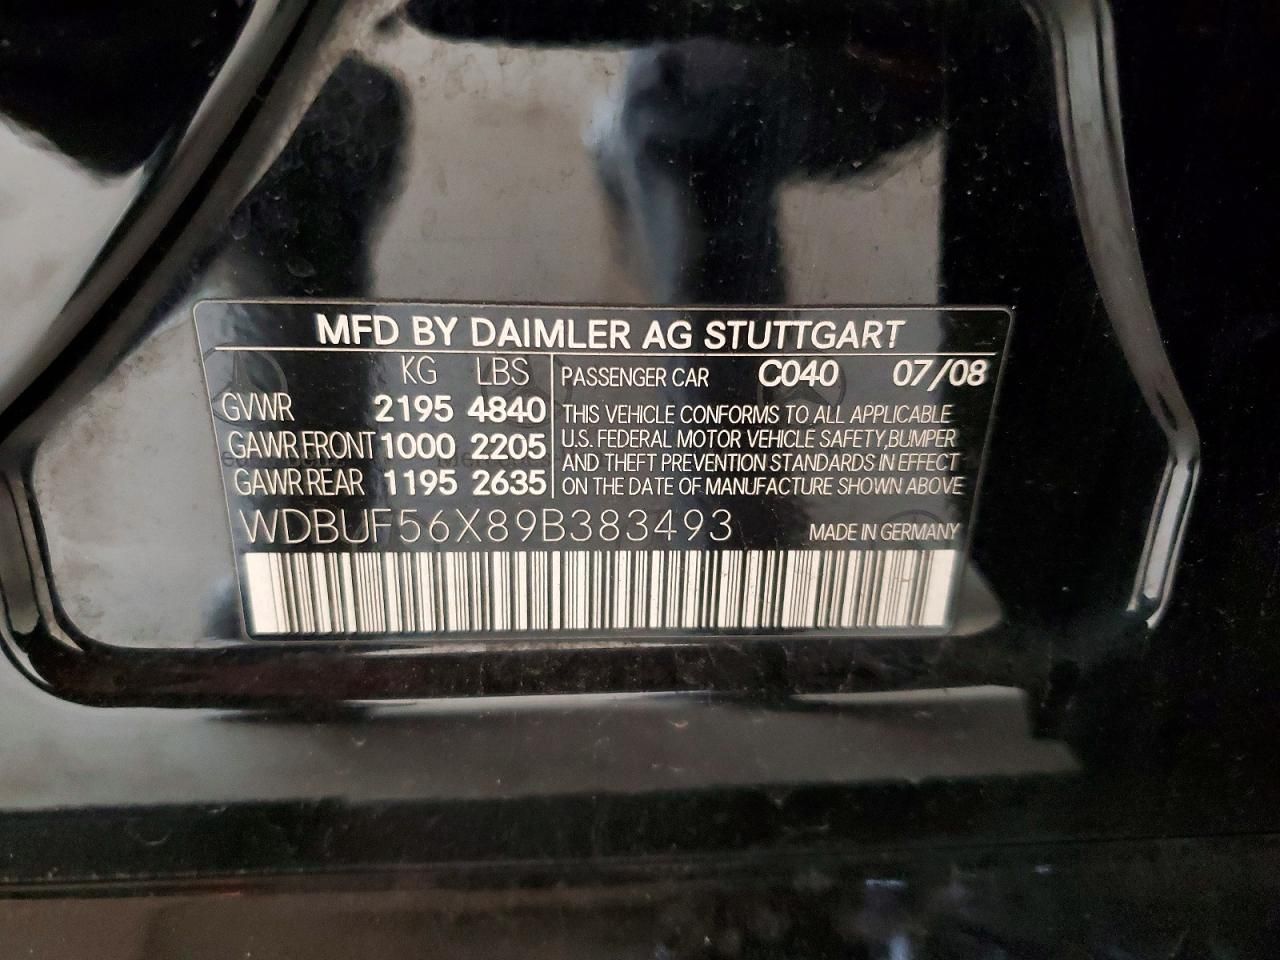 MFD BY DAIMLER AG STUTTGART
KG LBS PASSENGER CAR C040 07/08
GVWR 2195 4840 THIS VEHICLE CONFORMS TO ALL APPLICABLE
GAWR FRONT 1000 2205 U.S. FEDERAL MOTOR VEHICLE SAFETY, BUMPER
AND THEFT PREVENTION STANDARDS IN EFFECT
GAWR REAR 1195 2635 ON THE DATE OF MANUFACTURE SHOWN ABOVE
WDBUF56X89B383493 MADE IN GERMANY